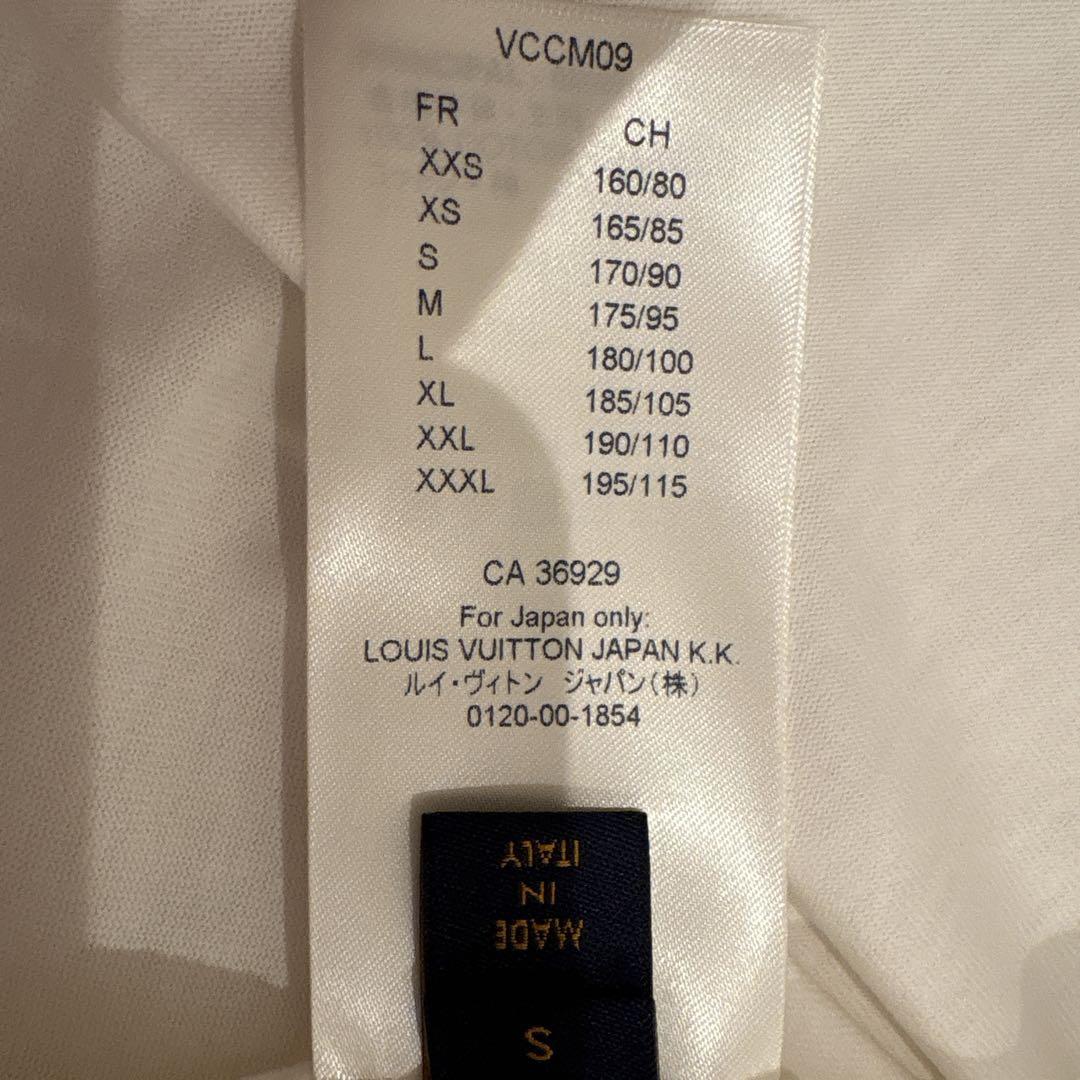 VCCM09
FR CH
XXS 160/80
XS 165/85
S 170/90
M 175/95
L 180/100
XL 185/105
XXL 190/110
XXXL 195/115
CA 36929
For Japan only:
LOUIS VUITTON JAPAN K.K.
ルイ・ヴィトン ジャパン(株)
0120-00-1854
MADE
IN
ITALY
S